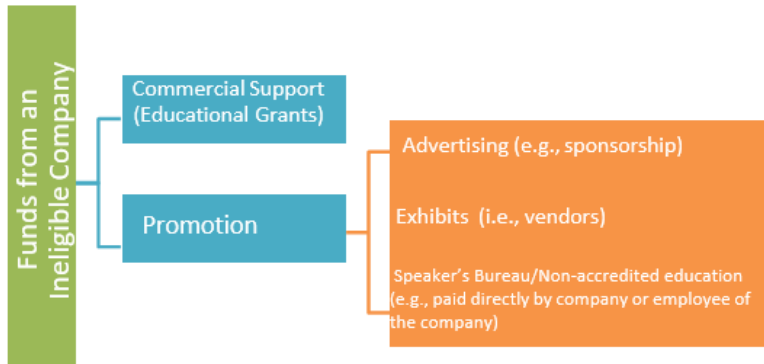 Funds from an
Ineligible Company
Commercial Support
(Educational Grants)
Promotion
Advertising (e.g., sponsorship)
Exhibits (i.e., vendors)
Speaker's Bureau/Non-accredited education
(e.g., paid directly by company or employee of
the company)